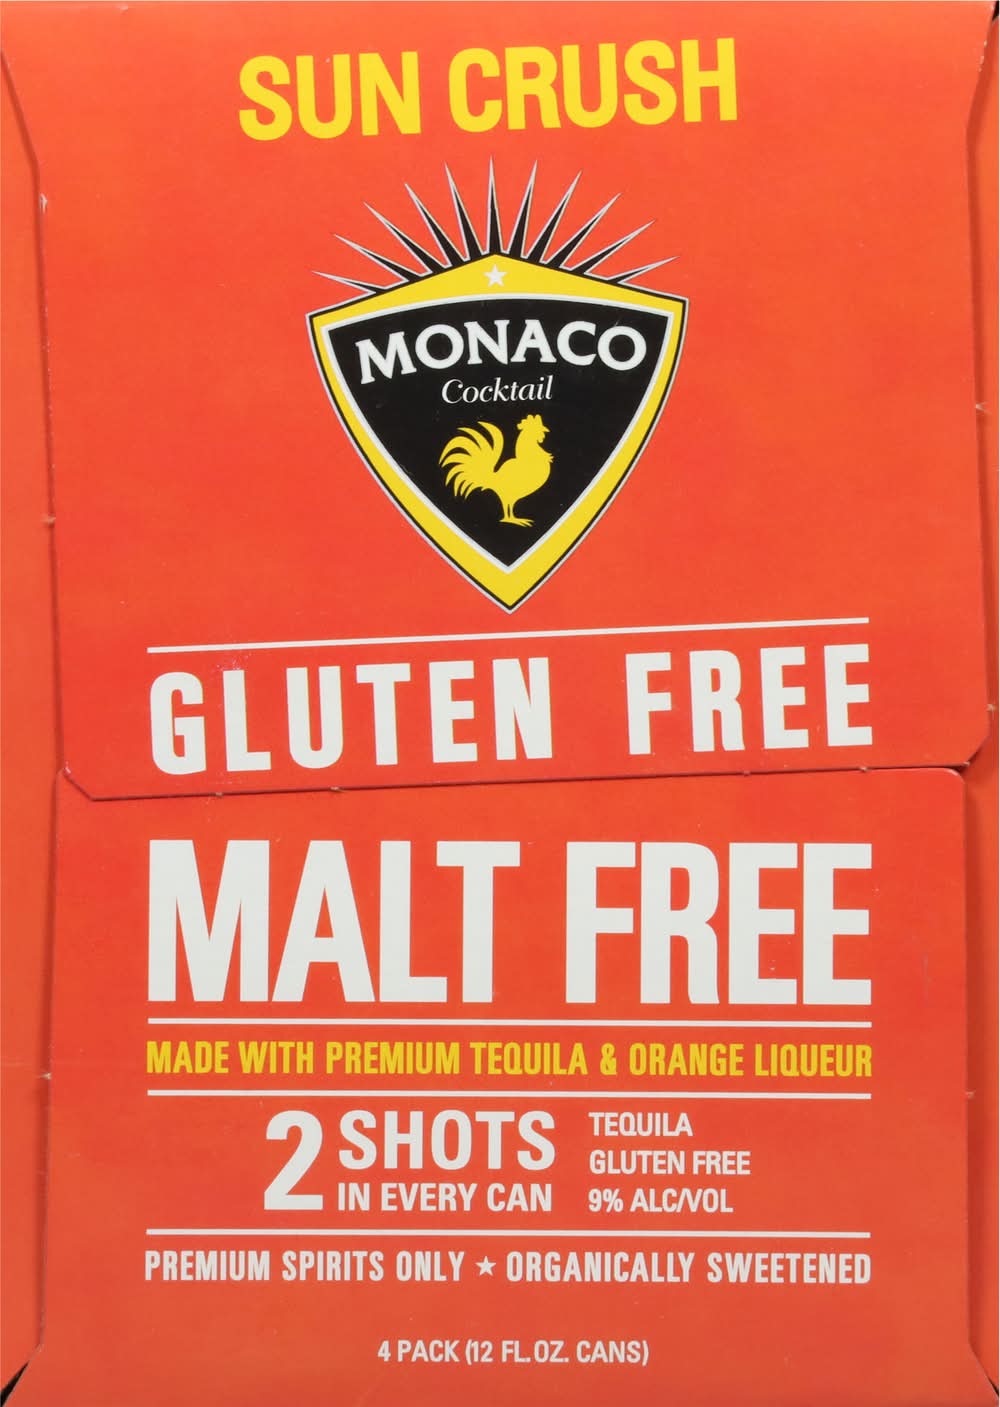 SUN CRUSH
MONACO
Cocktail
GLUTEN FREE
MALT FREE
MADE WITH PREMIUM TEQUILA & ORANGE LIQUEUR
2 SHOTS
IN EVERY CAN
TEQUILA
GLUTEN FREE
9% ALC/VOL
PREMIUM SPIRITS ONLY ★ ORGANICALLY SWEETENED
4 PACK (12 FL.OZ. CANS)